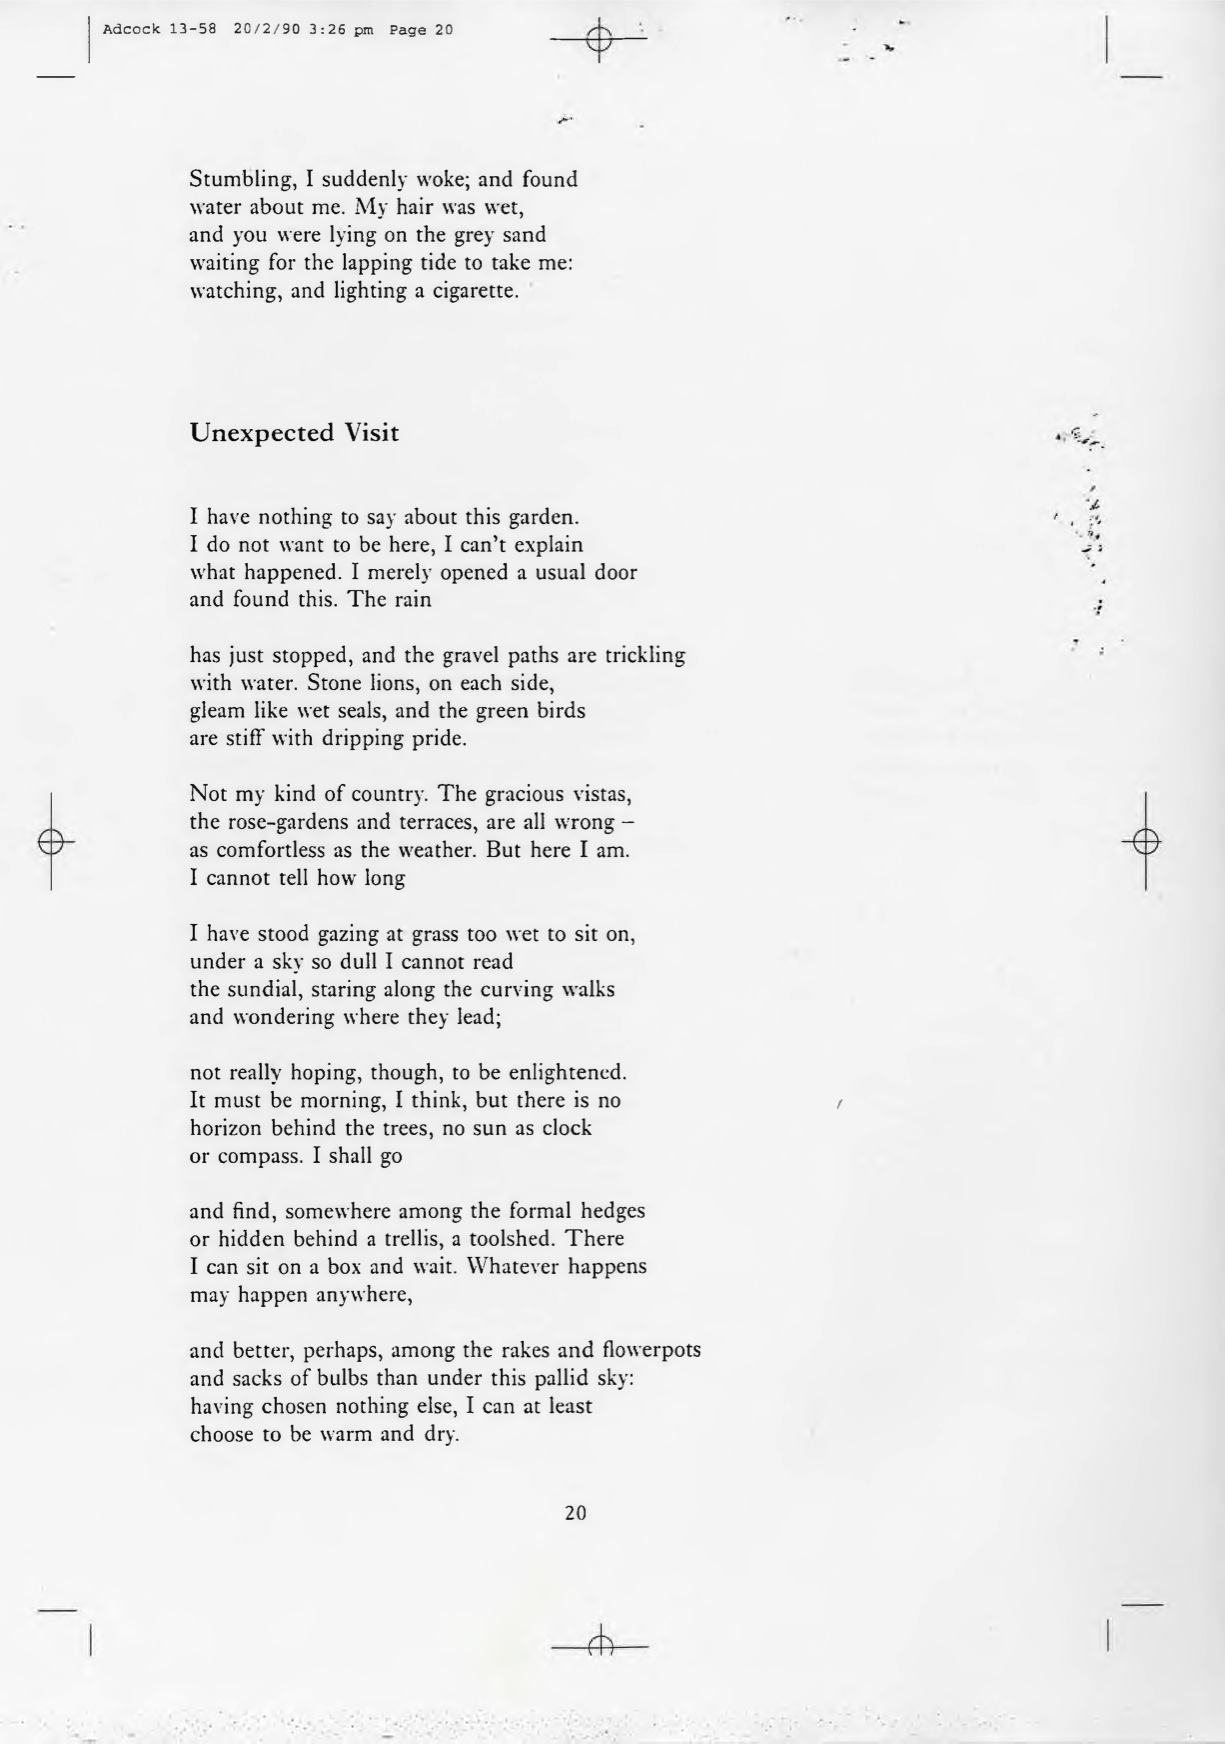 Adcock 13-58 20/2/90 3:26 pm Page 20
Stumbling, I suddenly woke; and found
water about me. My hair was wet,
and you were lying on the grey sand
waiting for the lapping tide to take me:
watching, and lighting a cigarette.
Unexpected Visit
I have nothing to say about this garden.
I do not want to be here, I can't explain
what happened. I merely opened a usual door
and found this. The rain
has just stopped, and the gravel paths are trickling
with water. Stone lions, on each side,
gleam like wet seals, and the green birds
are stiff with dripping pride.
Not my kind of country. The gracious vistas,
the rose-gardens and terraces, are all wrong –
as comfortless as the weather. But here I am.
I cannot tell how long
I have stood gazing at grass too wet to sit on,
under a sky so dull I cannot read
the sundial, staring along the curving walks
and wondering where they lead;
not really hoping, though, to be enlightened.
It must be morning, I think, but there is no
horizon behind the trees, no sun as clock
or compass. I shall go
and find, somewhere among the formal hedges
or hidden behind a trellis, a toolshed. There
I can sit on a box and wait. Whatever happens
may happen anywhere,
and better, perhaps, among the rakes and flowerpots
and sacks of bulbs than under this pallid sky:
having chosen nothing else, I can at least
choose to be warm and dry.
20